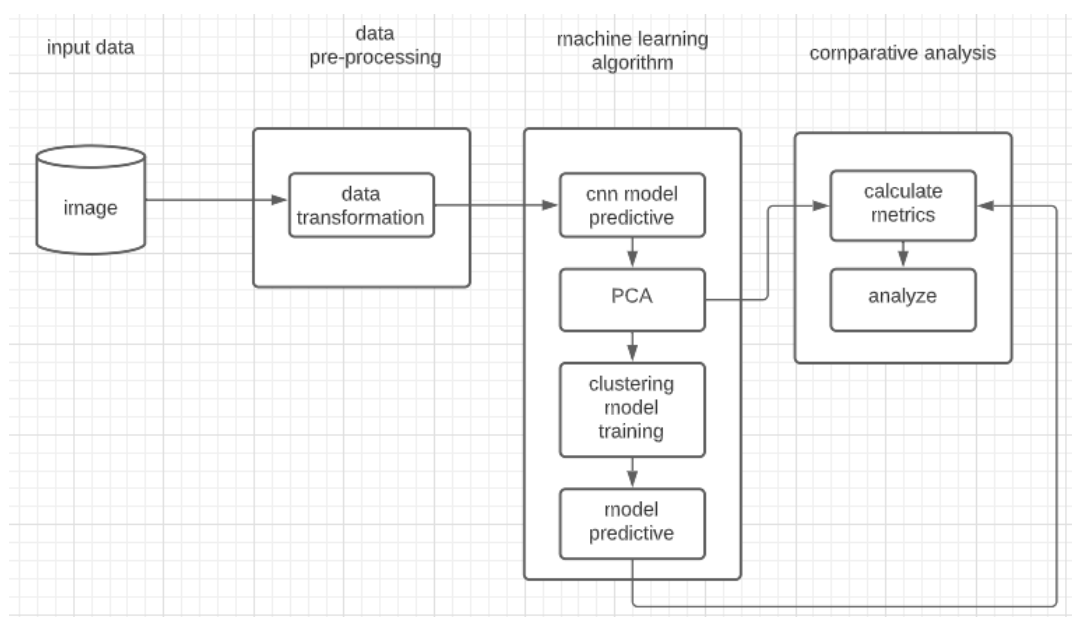 input data
data
pre-processing
machine learning
algorithm
comparative analysis
image
data
transformation
cnn model
predictive
PCA
clustering
model
training
model
predictive
calculate
metrics
analyze